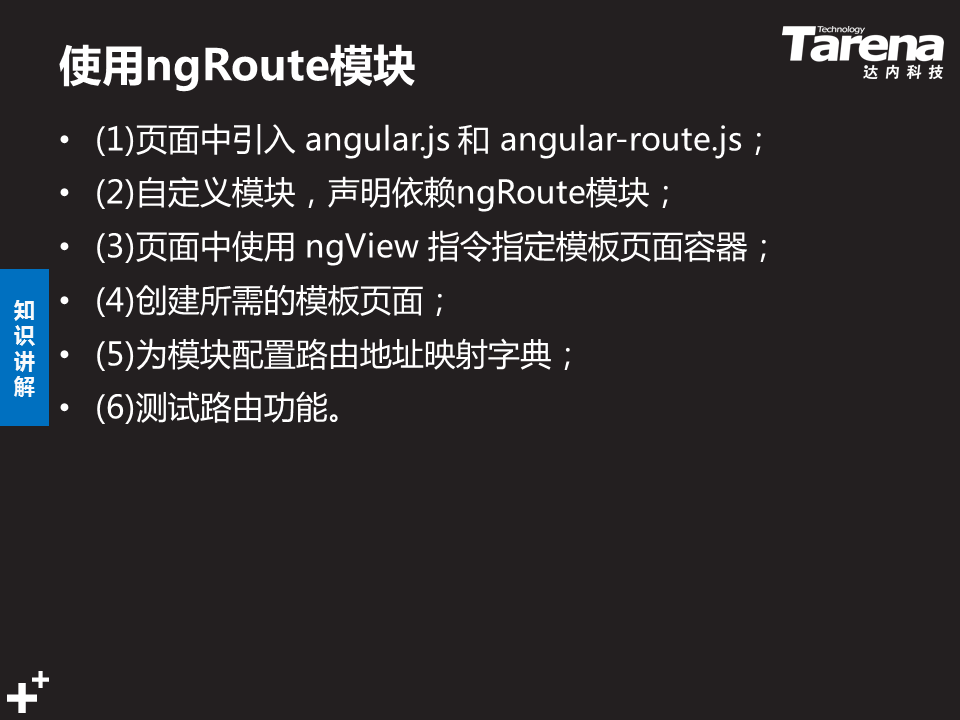 使用ngRoute模块
Technology
Tarena
达内科技
• (1)页面中引入 angular.js 和 angular-route.js；
• (2)自定义模块，声明依赖ngRoute模块；
• (3)页面中使用 ngView 指令指定模板页面容器；
• (4)创建所需的模板页面；
• (5)为模块配置路由地址映射字典；
• (6)测试路由功能。
知
识
讲
解